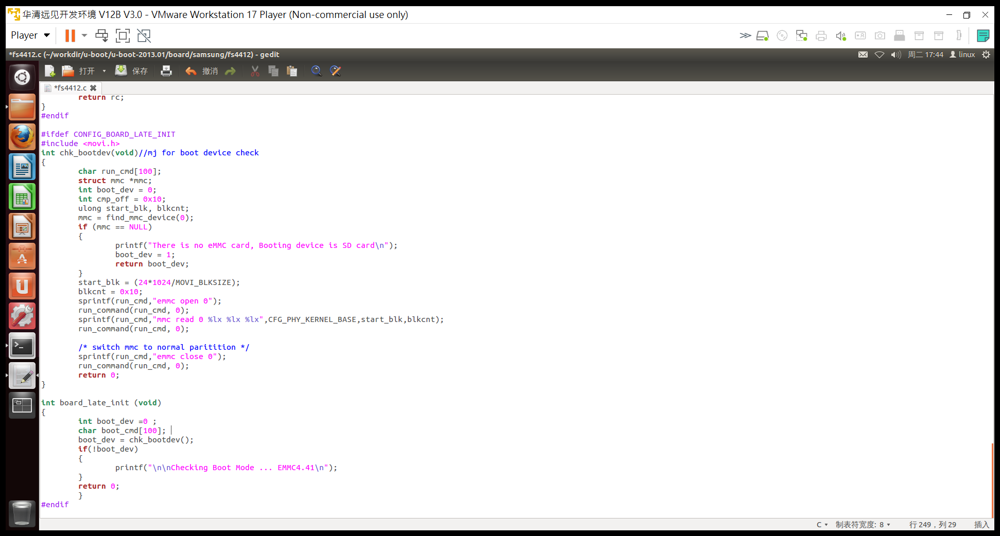 华清远见开发环境 V12B V3.0 - VMware Workstation 17 Player (Non-commercial use only)
Player
*fs4412.c (~/workdir/u-boot/u-boot-2013.01/board/samsung/fs4412) - gedit
周二 17:44 linux
打开 保存 撤消
*fs4412.c
return rc;
}
#endif
#ifdef CONFIG_BOARD_LATE_INIT
#include <movi.h>
int chk_bootdev(void)//mj for boot device check
{
char run_cmd[100];
struct mmc *mmc;
int boot_dev = 0;
int cmp_off = 0x10;
ulong start_blk, blkcnt;
mmc = find_mmc_device(0);
if (mmc == NULL)
{
printf("There is no eMMC card, Booting device is SD card\n");
boot_dev = 1;
return boot_dev;
}
start_blk = (24*1024/MOVI_BLKSIZE);
blkcnt = 0x10;
sprintf(run_cmd,"emmc open 0");
run_command(run_cmd, 0);
sprintf(run_cmd,"mmc read 0 %lx %lx %lx",CFG_PHY_KERNEL_BASE,start_blk,blkcnt);
run_command(run_cmd, 0);
/* switch mmc to normal paritition */
sprintf(run_cmd,"emmc close 0");
run_command(run_cmd, 0);
return 0;
}
int board_late_init (void)
{
int boot_dev =0 ;
char boot_cmd[100];
boot_dev = chk_bootdev();
if(!boot_dev)
{
printf("\n\nChecking Boot Mode ... EMMC4.41\n");
}
return 0;
}
#endif
C 制表符宽度: 8 行 249，列 29 插入